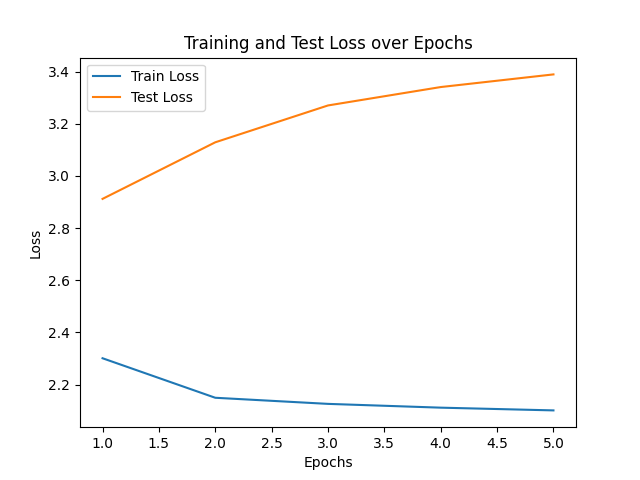 Training and Test Loss over Epochs
Train Loss
Test Loss
3.4
3.2
3.0
2.8
2.6
2.4
2.2
Loss
1.0 1.5 2.0 2.5 3.0 3.5 4.0 4.5 5.0
Epochs